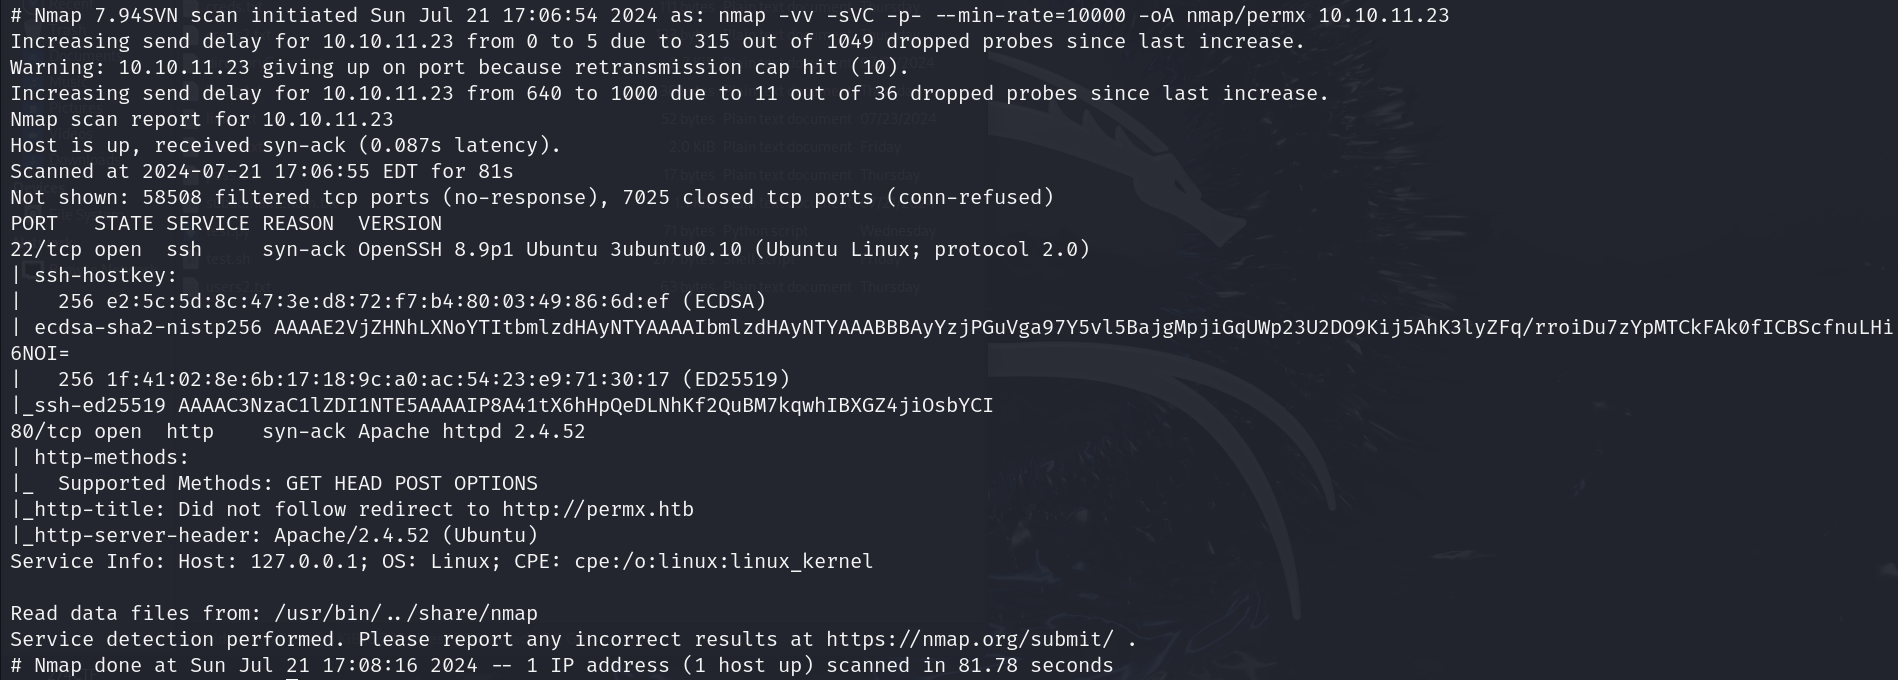 # Nmap 7.94SVN scan initiated Sun Jul 21 17:06:54 2024 as: nmap -vv -sVC -p- --min-rate=10000 -oA nmap/permx 10.10.11.23
Increasing send delay for 10.10.11.23 from 0 to 5 due to 315 out of 1049 dropped probes since last increase.
Warning: 10.10.11.23 giving up on port because retransmission cap hit (10).
Increasing send delay for 10.10.11.23 from 640 to 1000 due to 11 out of 36 dropped probes since last increase.
Nmap scan report for 10.10.11.23
Host is up, received syn-ack (0.087s latency).
Scanned at 2024-07-21 17:06:55 EDT for 81s
Not shown: 58508 filtered tcp ports (no-response), 7025 closed tcp ports (conn-refused)
PORT   STATE SERVICE REASON  VERSION
22/tcp open  ssh     syn-ack OpenSSH 8.9p1 Ubuntu 3ubuntu0.10 (Ubuntu Linux; protocol 2.0)
| ssh-hostkey:
|   256 e2:5c:5d:8c:47:3e:d8:72:f7:b4:80:03:49:86:6d:ef (ECDSA)
| ecdsa-sha2-nistp256 AAAAE2VjZHNhLXNoYTItbmlzdHAyNTYAAAAIbmlzdHAyNTYAAABBBAyYzjPGuVga97Y5vl5BajgMpjiGqUWp23U2DO9Kij5AhK3lyZFq/rroiDu7zYpMTCkFAk0fICBScfnuLHi
6NOI=
|   256 1f:41:02:8e:6b:17:18:9c:a0:ac:54:23:e9:71:30:17 (ED25519)
|_ssh-ed25519 AAAAC3NzaC1lZDI1NTE5AAAAIP8A41tX6hHpQeDLNhKf2QuBM7kqwhIBXGZ4jiOsbYCI
80/tcp open  http    syn-ack Apache httpd 2.4.52
| http-methods:
|_  Supported Methods: GET HEAD POST OPTIONS
|_http-title: Did not follow redirect to http://permx.htb
|_http-server-header: Apache/2.4.52 (Ubuntu)
Service Info: Host: 127.0.0.1; OS: Linux; CPE: cpe:/o:linux:linux_kernel

Read data files from: /usr/bin/../share/nmap
Service detection performed. Please report any incorrect results at https://nmap.org/submit/ .
# Nmap done at Sun Jul 21 17:08:16 2024 -- 1 IP address (1 host up) scanned in 81.78 seconds